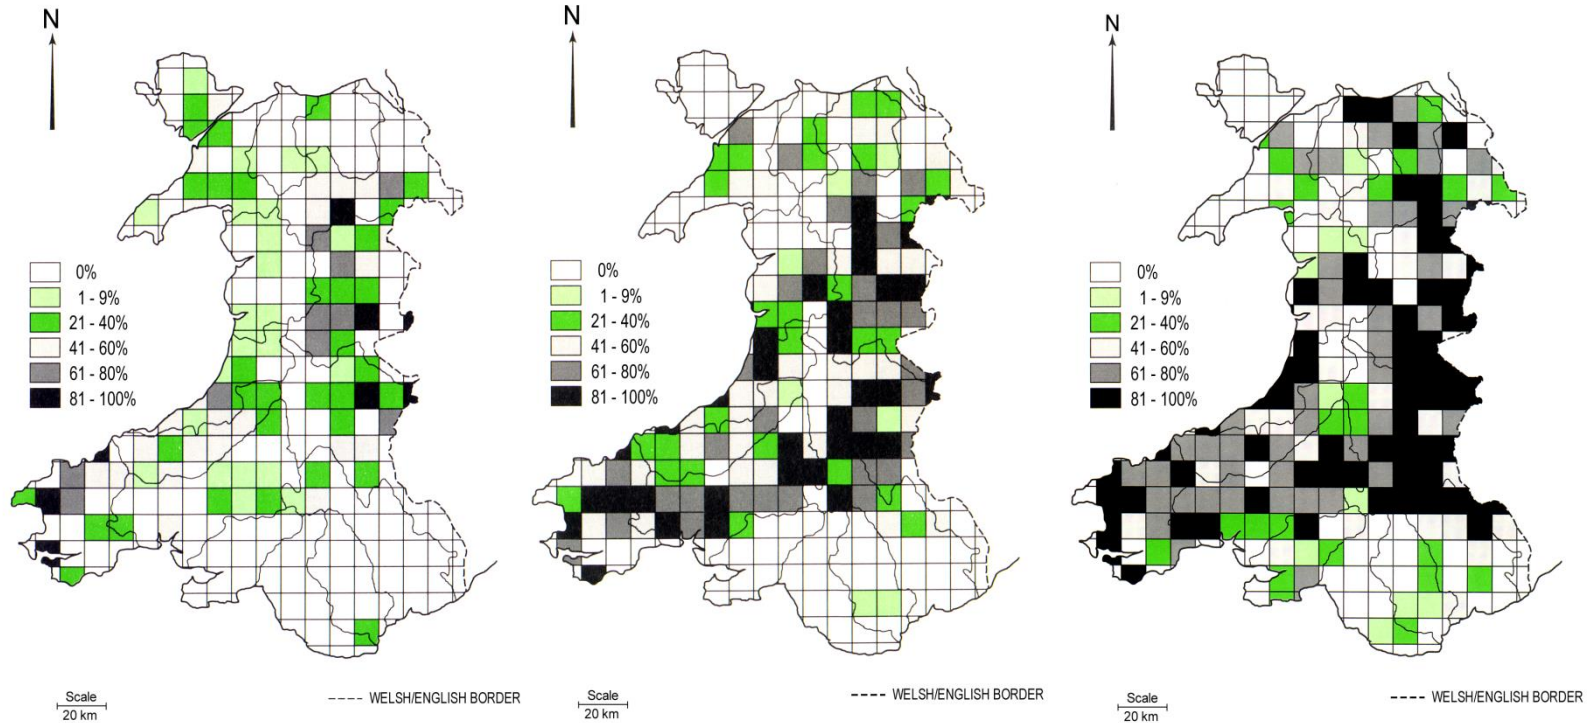 N
0%
1 - 9%
21 - 40%
41 - 60%
61 - 80%
81 - 100%
Scale
20 km
WELSH/ENGLISH BORDER
N
0%
1 - 9%
21 - 40%
41 - 60%
61 - 80%
81 - 100%
Scale
20 km
WELSH/ENGLISH BORDER
N
0%
1 - 9%
21 - 40%
41 - 60%
61 - 80%
81 - 100%
Scale
20 km
WELSH/ENGLISH BORDER